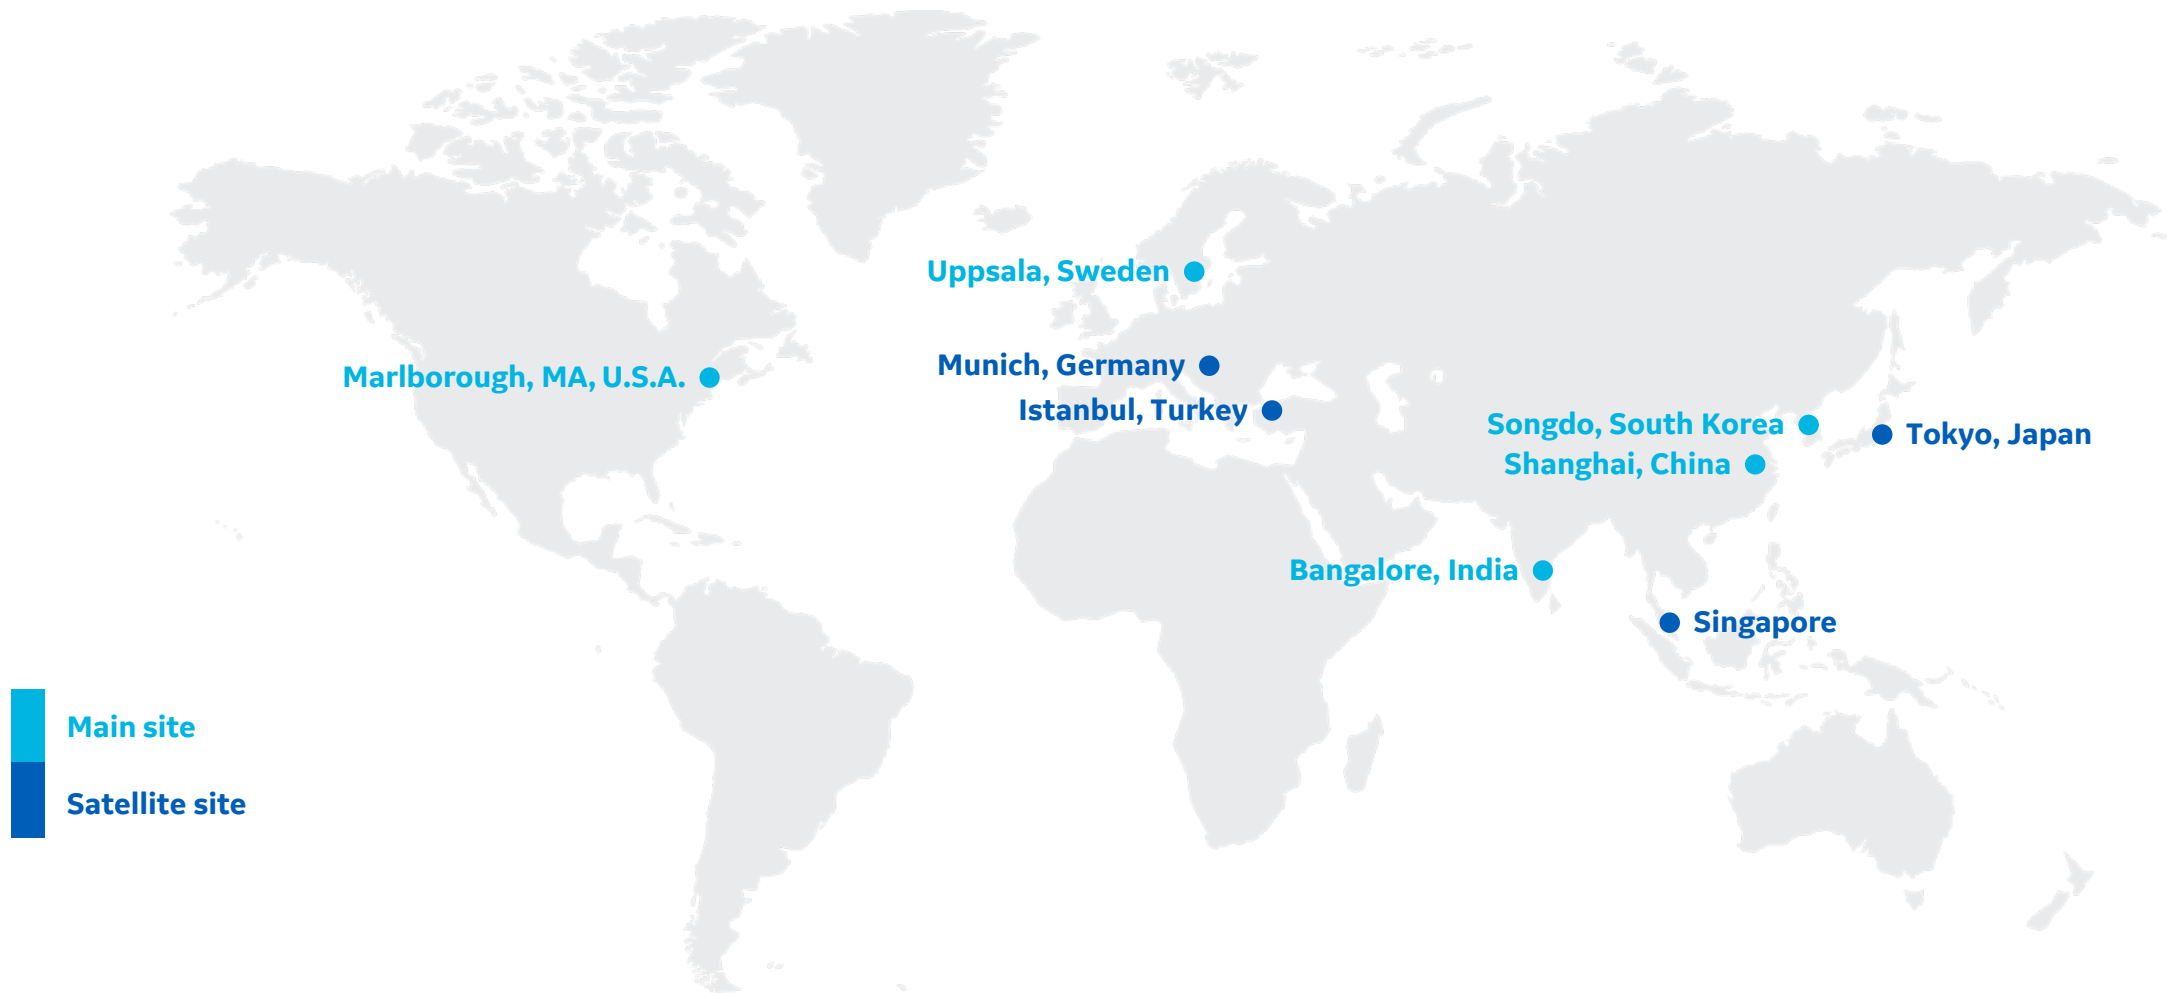 Uppsala, Sweden
Munich, Germany
Marlborough, MA, U.S.A.
Istanbul, Turkey
Songdo, South Korea
Tokyo, Japan
Shanghai, China
Bangalore, India
Singapore
Main site
Satellite site